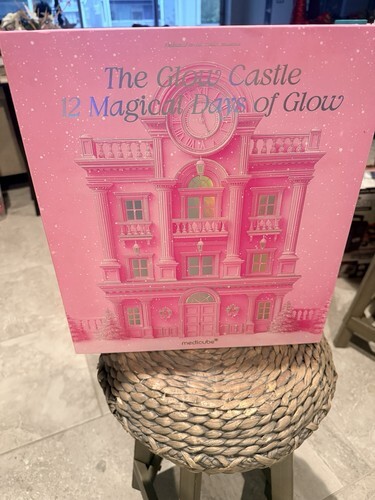 The Glow Castle
12 Magical Days of Glow
medicube